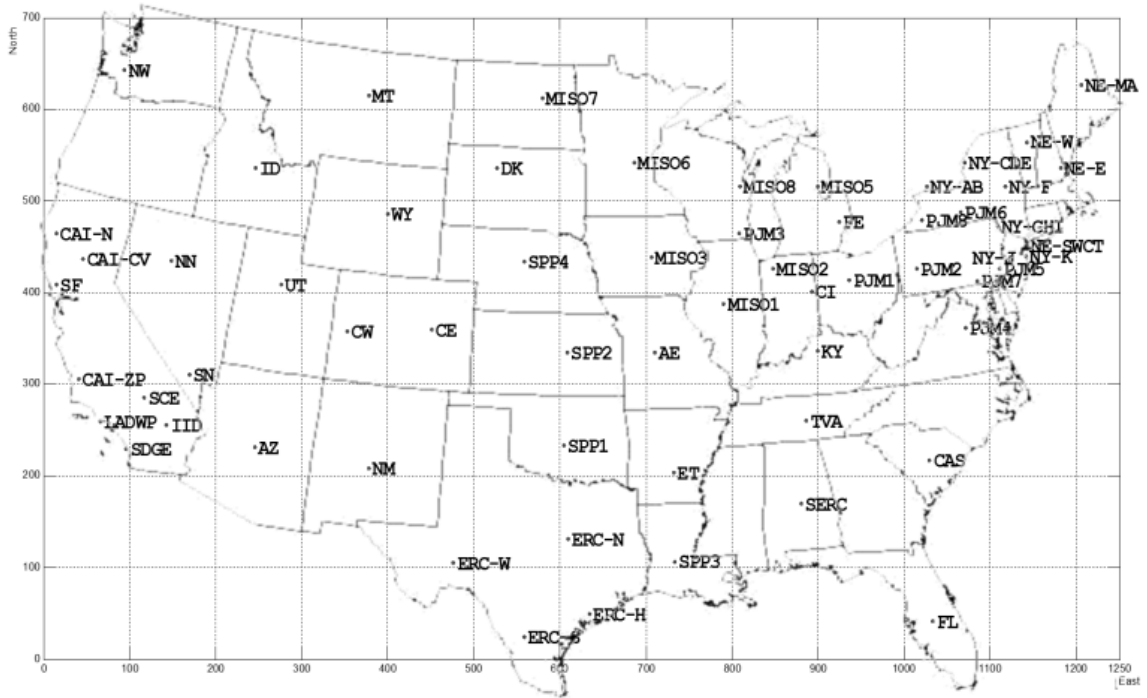 700
North
600
500
400
300
200
100
0
NW
MT
MISO7
NE-MA
ID
DK
MISO6
MISO8
MISO5
NY-AB
NY-CDE
NY-F
NE-W
NE-E
WY
CAI-N
CAI-CV
NN
SPP4
MISO3
PJM3
FE
PJM8
PJM6
NY-GHI
NE-SWCT
NY-J
NY-K
SF
UT
MISO2
PJM1
PJM2
PJM5
PJM7
CI
MISO1
CW
CE
SPP2
AE
KY
PJM4
CAI-ZP
SN
SCE
LADWP
IID
SDGE
AZ
NM
SPP1
ET
TVA
CAS
SERC
ERC-W
ERC-N
SPP3
ERC-H
FL
0
100
200
300
400
500
600
700
800
900
1000
1100
1200
1250
East